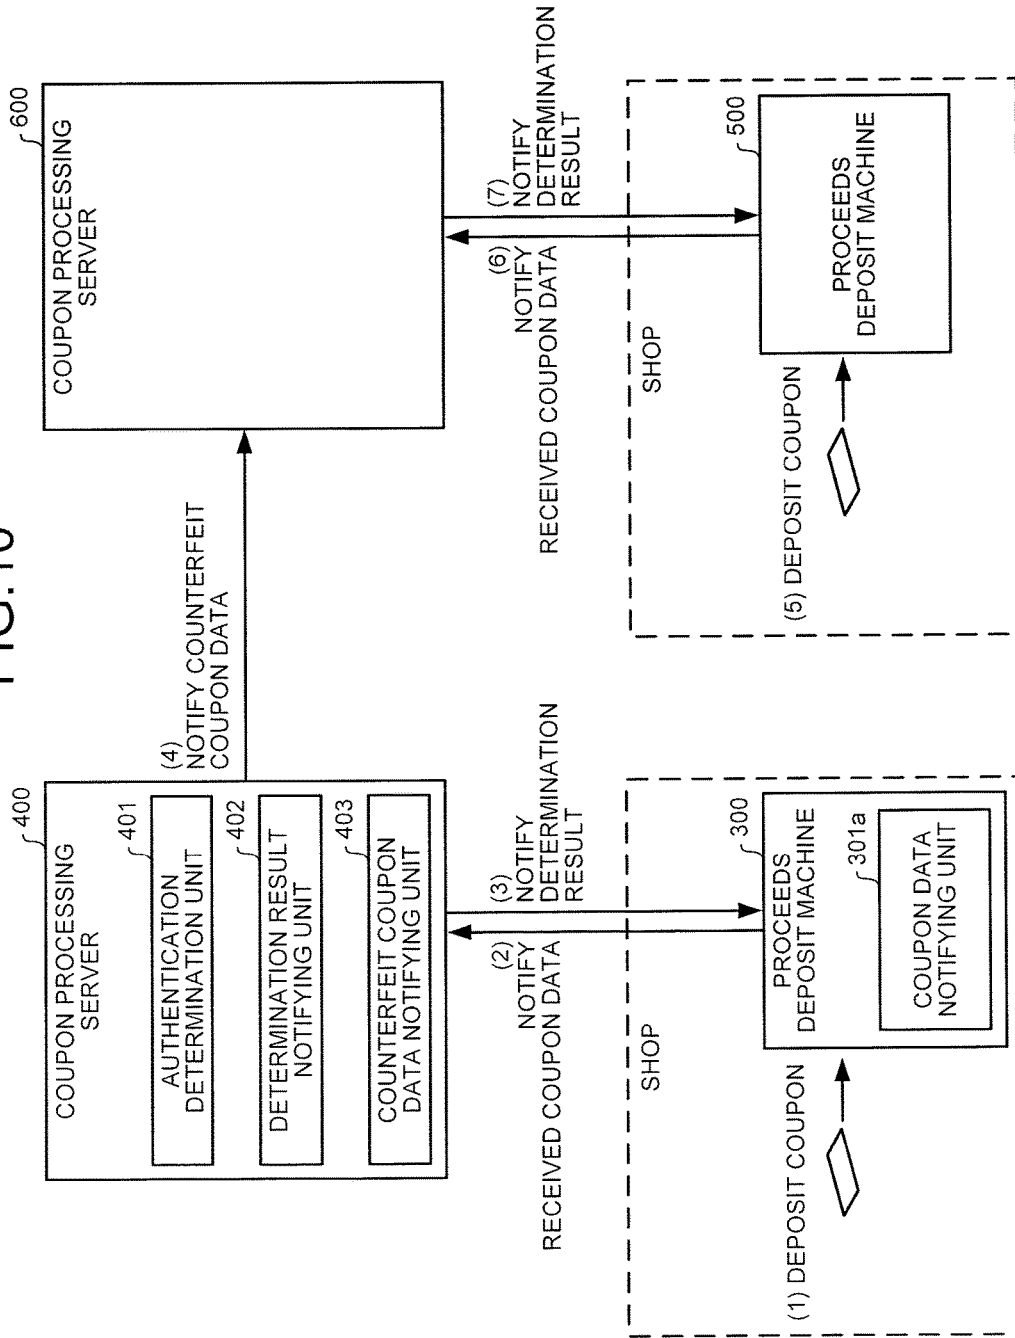 FIG.10
COUPON PROCESSING
SERVER
400
AUTHENTICATION
DETERMINATION UNIT
401
DETERMINATION RESULT
NOTIFYING UNIT
402
COUNTERFEIT COUPON
DATA NOTIFYING UNIT
403
(4)
NOTIFY COUNTERFEIT
COUPON DATA
COUPON PROCESSING
SERVER
600
(2)
NOTIFY
RECEIVED COUPON DATA
(3)
NOTIFY
DETERMINATION
RESULT
(6)
NOTIFY
RECEIVED COUPON DATA
(7)
NOTIFY
DETERMINATION
RESULT
SHOP
(1) DEPOSIT COUPON
PROCEEDS
DEPOSIT MACHINE
300
COUPON DATA
NOTIFYING UNIT
301a
SHOP
(5) DEPOSIT COUPON
PROCEEDS
DEPOSIT MACHINE
500